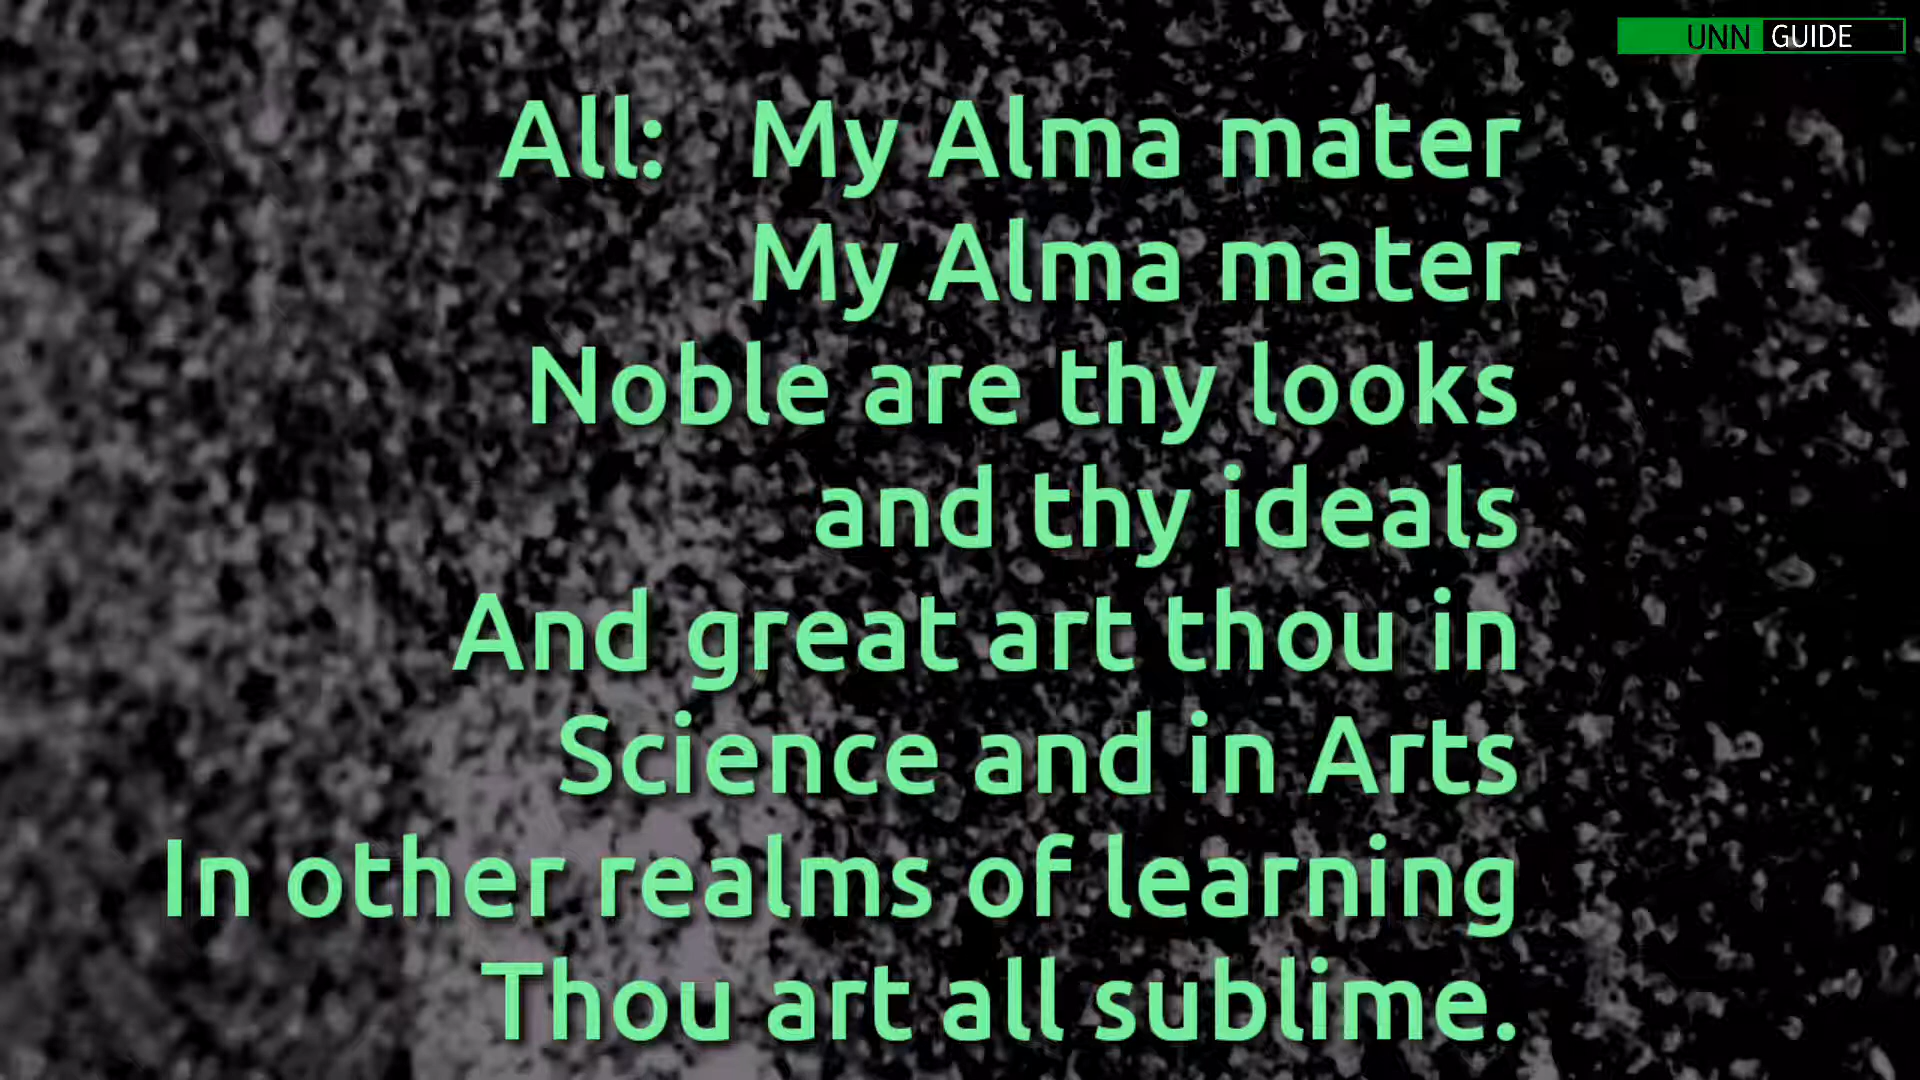 UNN GUIDE
All: My Alma mater
My Alma mater
Noble are thy looks
and thy ideals
And great art thou in
Science and in Arts
In other realms of learning
Thou art all sublime.